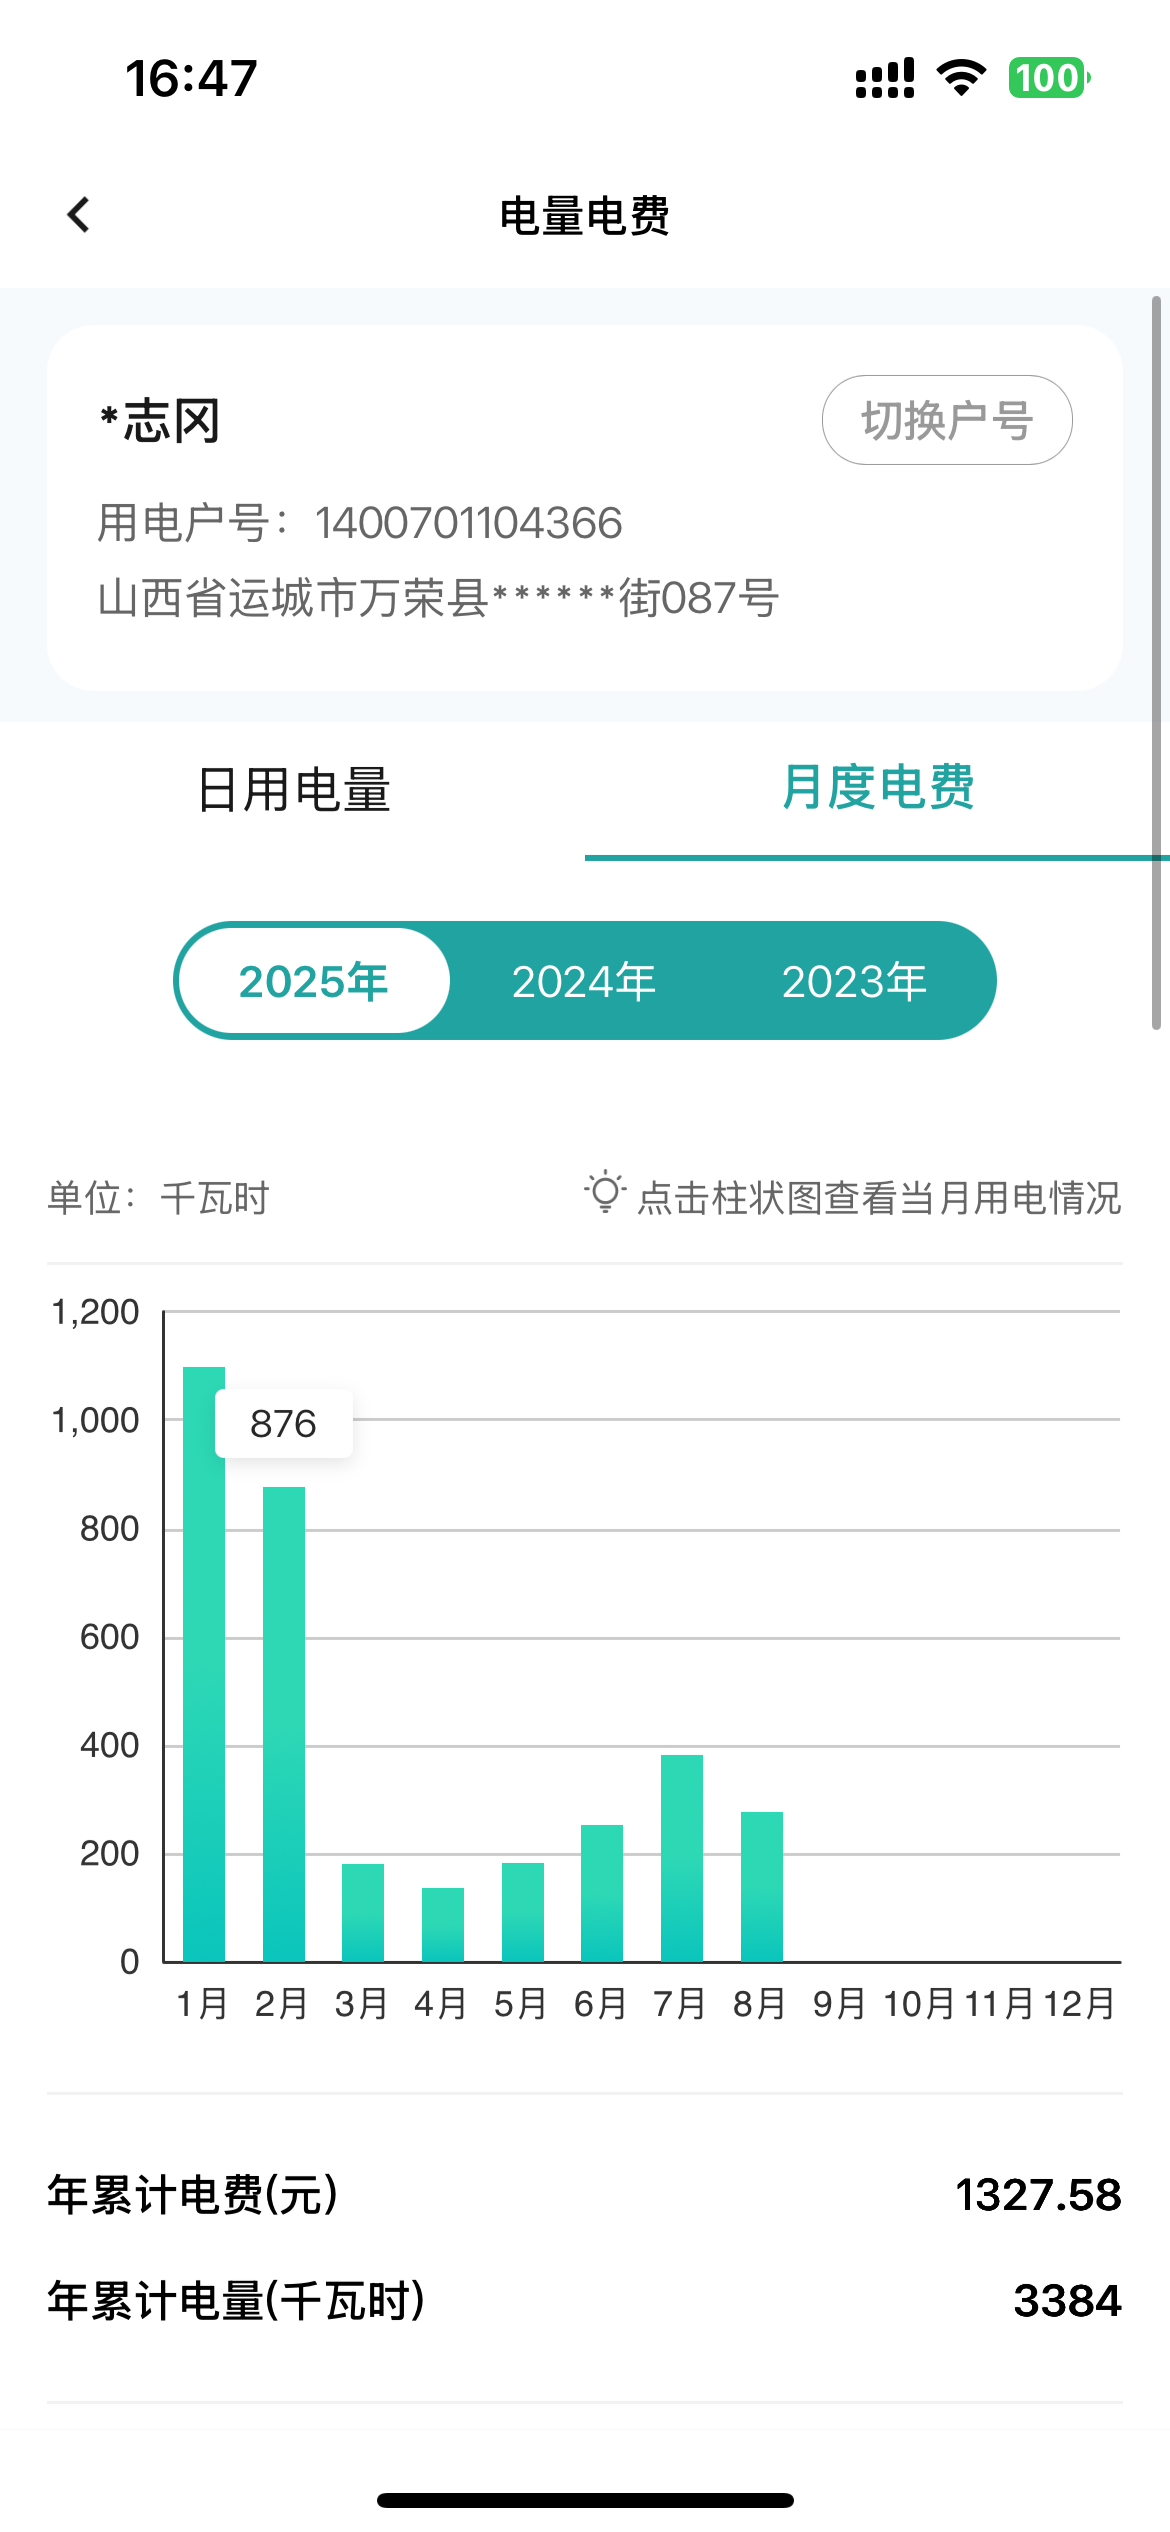 16:47
100
电量电费
*志冈
切换户号
用电户号：1400701104366
山西省运城市万荣县******街087号
日用电量
月度电费
2025年
2024年
2023年
单位：千瓦时
点击柱状图查看当月用电情况
1,200
1,000
876
800
600
400
200
0
1月 2月 3月 4月 5月 6月 7月 8月 9月 10月 11月 12月
年累计电费(元) 1327.58
年累计电量(千瓦时) 3384